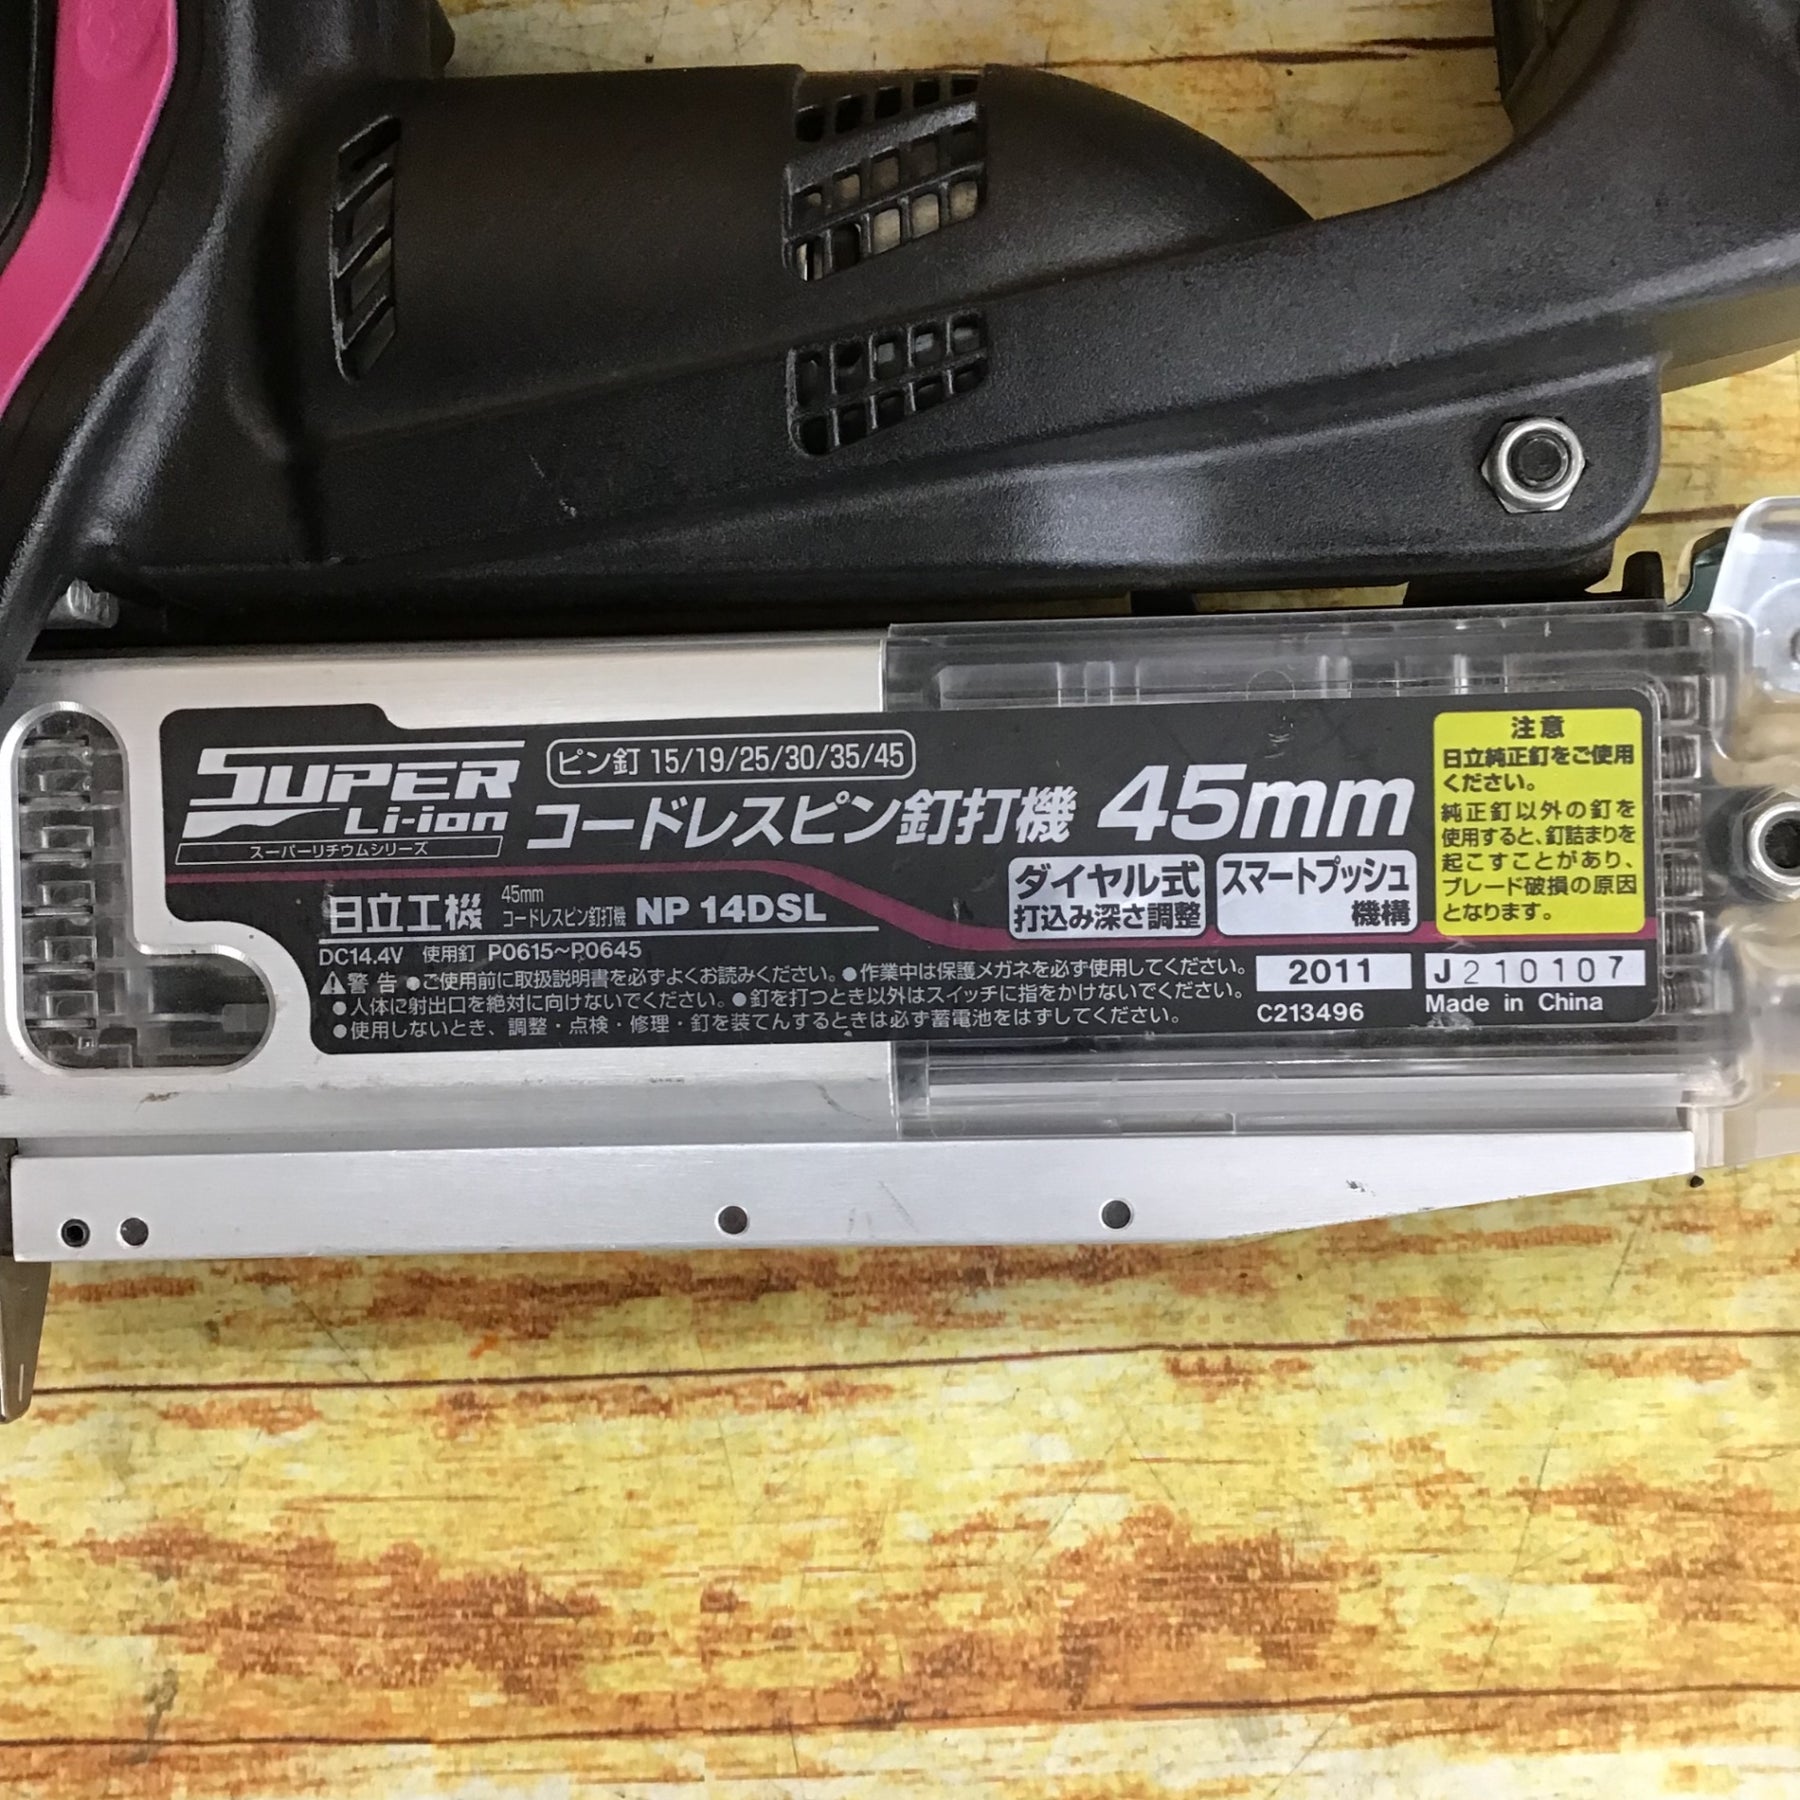 SUPER
Li-ion
スーパーリチウムシリーズ
ピン釘 15/19/25/30/35/45
コードレスピン釘打機 45mm
ダイヤル式
打込み深さ調整
スマートプッシュ
機構
日立工機 45mm コードレスピン釘打機 NP 14DSL
DC14.4V 使用釘 P0615~P0645
警告 ●ご使用前に取扱説明書を必ずよくお読みください。●作業中は保護メガネを必ず使用してください。
●人体に射出口を絶対に向けないでください。●釘を打つとき以外はスイッチに指をかけないでください。
●使用しないとき、調整・点検・修理・釘を装てんするときは必ず蓄電池をはずしてください。
2011
C213496
J210107
Made in China
注意
日立純正釘をご使用
ください。
純正釘以外の釘を
使用すると、釘詰まりを
起こすことがあり、
ブレード破損の原因
となります。